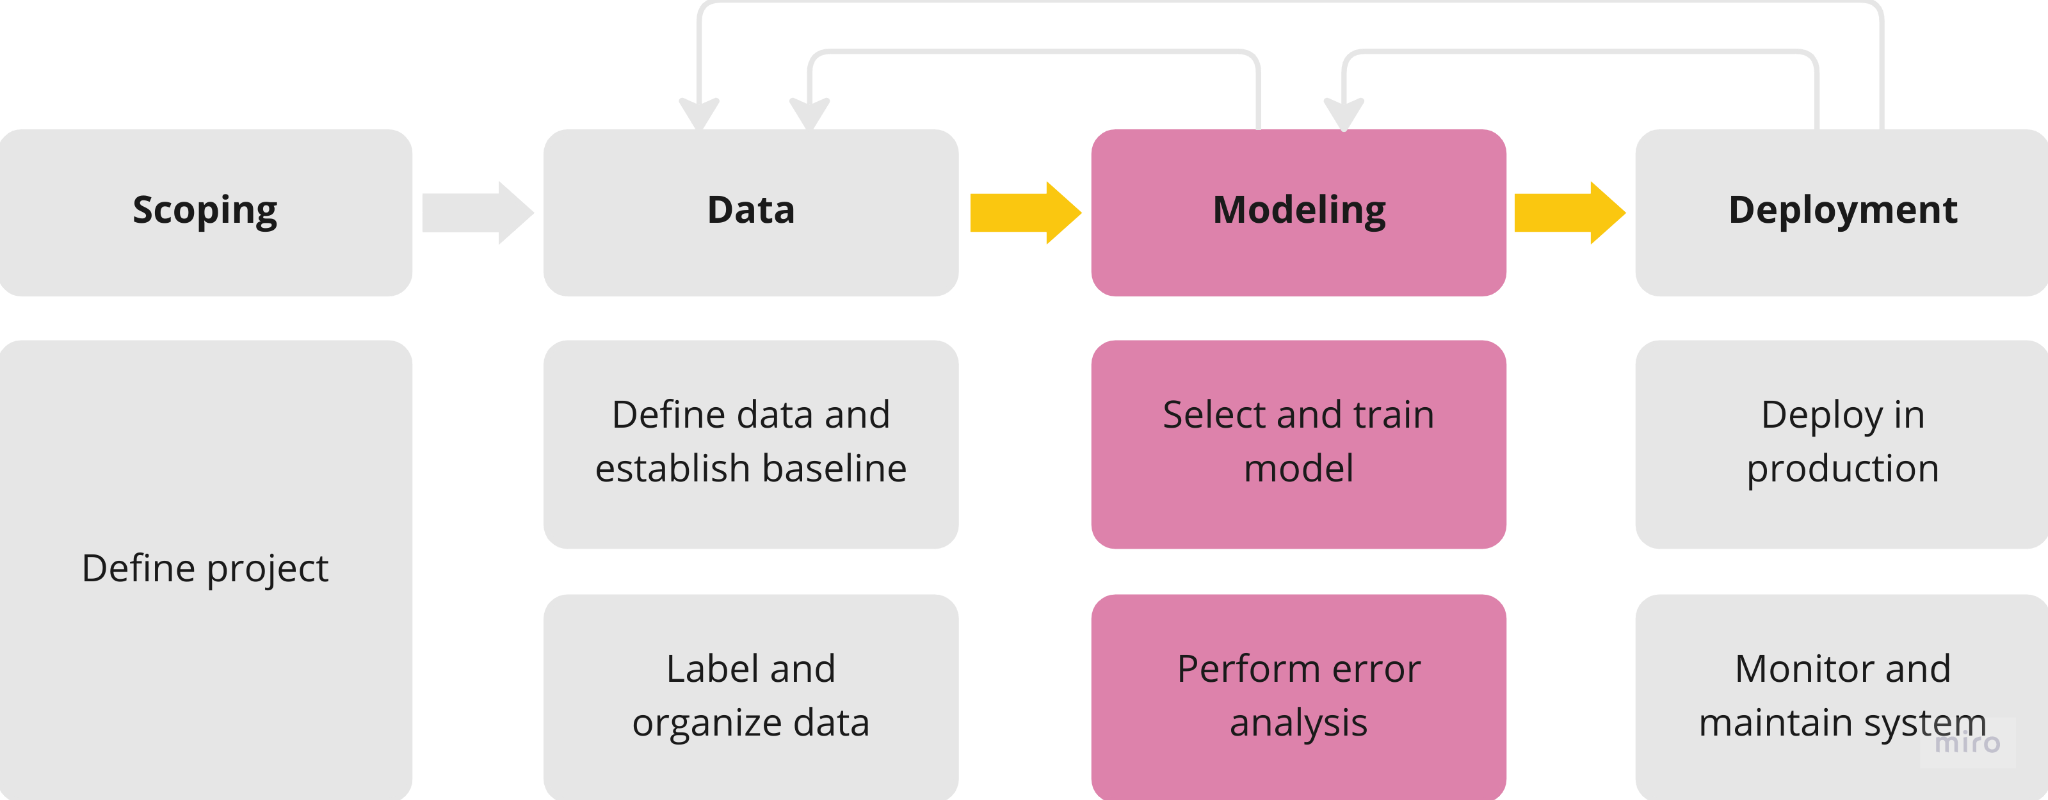 Scoping
Data
Modeling
Deployment
Define project
Define data and
establish baseline
Label and
organize data
Select and train
model
Perform error
analysis
Deploy in
production
Monitor and
maintain system
miro